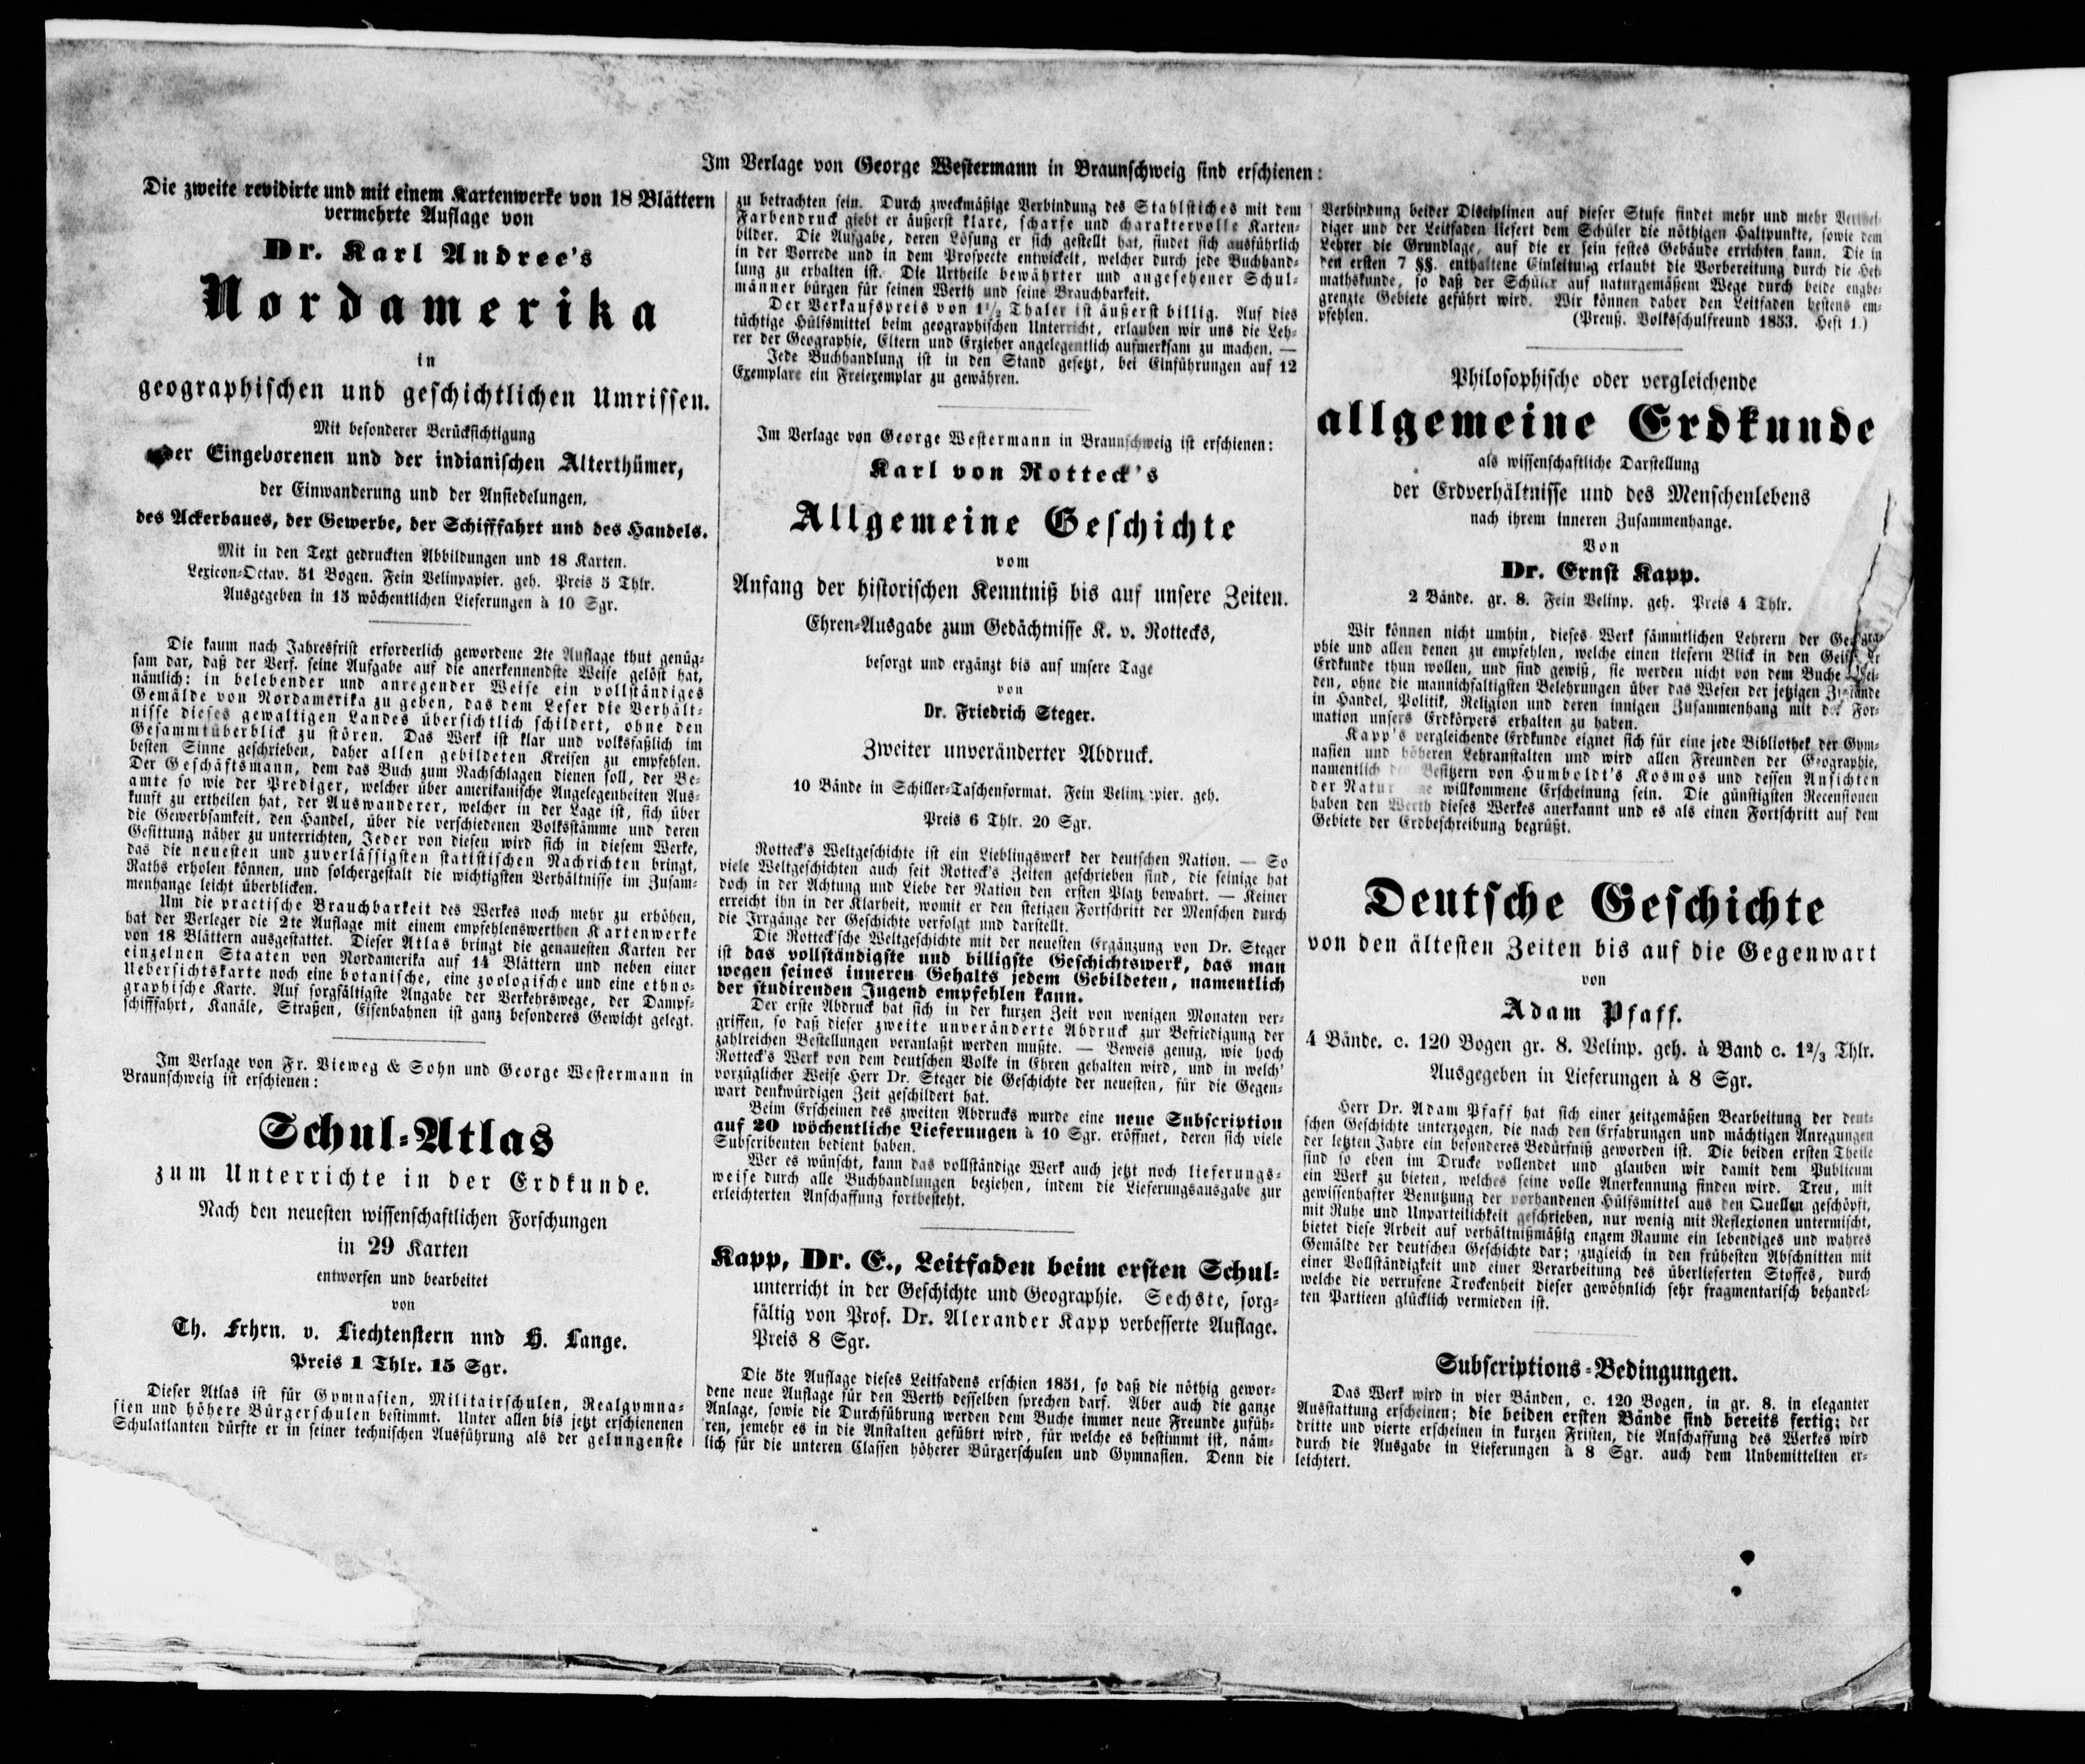 Im Verlage von George Westermann in Braunschweig sind erschienen:
Die zweite revidirte und mit einem Kartenwerke von 18 Blättern
vermehrte Auflage von
Dr. Karl Andree's
Nordamerika
in
geographischen und geschichtlichen Umrissen.
Mit besonderer Berücksichtigung
der Eingeborenen und der indianischen Alterthümer,
der Einwanderung und der Ansiedelungen,
des Ackerbaues, der Gewerbe, der Schifffahrt und des Handels.
Mit in den Text gedruckten Abbildungen und 18 Karten.
Lexicon-Octav. 51 Bogen. Fein Velinpapier. geh. Preis 5 Thlr.
Ausgegeben in 15 wöchentlichen Lieferungen à 10 Sgr.
Die kaum nach Jahresfrist erforderlich gewordene 2te Auflage thut genüg-
sam dar, daß der Verf. seine Aufgabe auf die anerkennendste Weise gelöst hat,
nämlich: in belebender und anregender Weise ein vollständiges
Gemälde von Nordamerika zu geben, das dem Leser die Verhält-
nisse dieses gewaltigen Landes übersichtlich schildert, ohne den
Gesammtüberblick zu stören. Das Werk ist klar und volksfaßlich im
besten Sinne geschrieben, daher allen gebildeten Kreisen zu empfehlen.
Der Geschäftsmann, dem das Buch zum Nachschlagen dienen soll, der Be-
amte so wie der Prediger, welcher über amerikanische Angelegenheiten Aus-
kunft zu ertheilen hat, der Auswanderer, welcher in der Lage ist, sich über
die Gewerbsamkeit, den Handel, über die verschiedenen Volksstämme und deren
Gesittung näher zu unterrichten, Jeder von diesen wird sich in diesem Werke,
das die neuesten und zuverlässigsten statistischen Nachrichten bringt,
Raths erholen können, und solchergestalt die wichtigsten Verhältnisse im Zusam-
menhange leicht überblicken.
Um die practische Brauchbarkeit des Werkes noch mehr zu erhöhen,
hat der Verleger die 2te Auflage mit einem empfehlenswerthen Kartenwerke
von 18 Blättern ausgestattet. Dieser Atlas bringt die genauesten Karten der
einzelnen Staaten von Nordamerika auf 14 Blättern und neben einer
Uebersichtskarte noch eine botanische, eine zoologische und eine ethno-
graphische Karte. Auf sorgfältigste Angabe der Verkehrswege, der Dampf-
schifffahrt, Kanäle, Straßen, Eisenbahnen ist ganz besonderes Gewicht gelegt.
Im Verlage von Fr. Vieweg & Sohn und George Westermann in
Braunschweig ist erschienen:
Schul-Atlas
zum Unterrichte in der Erdkunde.
Nach den neuesten wissenschaftlichen Forschungen
in 29 Karten
entworfen und bearbeitet
von
Th. Frhrn. v. Liechtenstern und H. Lange.
Preis 1 Thlr. 15 Sgr.
Dieser Atlas ist für Gymnasien, Militairschulen, Realgymna-
sien und höhere Bürgerschulen bestimmt. Unter allen bis jetzt erschienenen
Schulatlanten dürfte er in seiner technischen Ausführung als der gelungenste
zu betrachten sein. Durch zweckmäßige Verbindung des Stahlstiches mit dem
Farbendruck giebt er äußerst klare, scharfe und charaktervolle Karten-
bilder. Die Aufgabe, deren Lösung er sich gestellt hat, findet sich ausführlich
in der Vorrede und in dem Prospecte entwickelt, welcher durch jede Buchhand-
lung zu erhalten ist. Die Urtheile bewährter und angesehener Schul-
männer bürgen für seinen Werth und seine Brauchbarkeit.
Der Verkaufspreis von 1½ Thaler ist äußerst billig. Auf dies
tüchtige Hülfsmittel beim geographischen Unterricht, erlauben wir uns die Leh-
rer der Geographie, Eltern und Erzieher angelegentlich aufmerksam zu machen. —
Jede Buchhandlung ist in den Stand gesetzt, bei Einführungen auf 12
Exemplare ein Freiexemplar zu gewähren.
Im Verlage von George Westermann in Braunschweig ist erschienen:
Karl von Rotteck's
Allgemeine Geschichte
vom
Anfang der historischen Kenntniß bis auf unsere Zeiten.
Ehren-Ausgabe zum Gedächtnisse K. v. Rottecks,
besorgt und ergänzt bis auf unsere Tage
von
Dr. Friedrich Steger.
Zweiter unveränderter Abdruck.
10 Bände in Schiller-Taschenformat. Fein Velinpapier. geh.
Preis 6 Thlr. 20 Sgr.
Rotteck's Weltgeschichte ist ein Lieblingswerk der deutschen Nation. — So
viele Weltgeschichten auch seit Rotteck's Zeiten geschrieben sind, die seinige hat
doch in der Achtung und Liebe der Nation den ersten Platz bewahrt. — Keiner
erreicht ihn in der Klarheit, womit er den stetigen Fortschritt der Menschen durch
die Irrgänge der Geschichte verfolgt und darstellt.
Die Rotteck'sche Weltgeschichte mit der neuesten Ergänzung von Dr. Steger
ist das vollständigste und billigste Geschichtswerk, das man
wegen seines inneren Gehalts jedem Gebildeten, namentlich
der studirenden Jugend empfehlen kann.
Der erste Abdruck hat sich in der kurzen Zeit von wenigen Monaten ver-
griffen, so daß dieser zweite unveränderte Abdruck zur Befriedigung der
zahlreichen Bestellungen veranlaßt werden mußte. — Beweis genug, wie hoch
Rotteck's Werk von dem deutschen Volke in Ehren gehalten wird, und in welch'
vorzüglicher Weise Herr Dr. Steger die Geschichte der neuesten, für die Gegen-
wart denkwürdigen Zeit geschildert hat.
Beim Erscheinen des zweiten Abdrucks wurde eine neue Subscription
auf 20 wöchentliche Lieferungen à 10 Sgr. eröffnet, deren sich viele
Subscribenten bedient haben.
Wer es wünscht, kann das vollständige Werk auch jetzt noch lieferungs-
weise durch alle Buchhandlungen beziehen, indem die Lieferungsausgabe zur
erleichterten Anschaffung fortbesteht.
Kapp, Dr. E., Leitfaden beim ersten Schul-
unterricht in der Geschichte und Geographie. Sechste, sorg-
fältig von Prof. Dr. Alexander Kapp verbesserte Auflage.
Preis 8 Sgr.
Die 5te Auflage dieses Leitfadens erschien 1851, so daß die nöthig gewor-
dene neue Auflage für den Werth desselben sprechen darf. Aber auch die ganze
Anlage, sowie die Durchführung werden dem Buche immer neue Freunde zufüh-
ren, jemehr es in die Anstalten geführt wird, für welche es bestimmt ist, näm-
lich für die unteren Classen höherer Bürgerschulen und Gymnasien. Denn die
Verbindung beider Disciplinen auf dieser Stufe findet mehr und mehr Verthei-
diger und der Leitfaden liefert dem Schüler die nöthigen Haltpunkte, sowie dem
Lehrer die Grundlage, auf die er sein festes Gebäude errichten kann. Die in
den ersten 7 §§. enthaltene Einleitung erlaubt die Vorbereitung durch die Hei-
mathskunde, so daß der Schüler auf naturgemäßem Wege durch beide engbe-
grenzte Gebiete geführt wird. Wir können daher den Leitfaden bestens em-
pfehlen. (Preuß. Volksschulfreund 1853. Heft 1.)
Philosophische oder vergleichende
allgemeine Erdkunde
als wissenschaftliche Darstellung
der Erdverhältnisse und des Menschenlebens
nach ihrem inneren Zusammenhange.
Von
Dr. Ernst Kapp.
2 Bände. gr. 8. Fein Velinp. geh. Preis 4 Thlr.
Wir können nicht umhin, dieses Werk sämmtlichen Lehrern der Geogra-
phie und allen denen zu empfehlen, welche einen tiefern Blick in den Geist der
Erdkunde thun wollen, und sind gewiß, sie werden nicht von dem Buche schei-
den, ohne die mannichfaltigsten Belehrungen über das Wesen der jetzigen Zustände
in Handel, Politik, Religion und deren innigen Zusammenhang mit der For-
mation unsers Erdkörpers erhalten zu haben.
Kapp's vergleichende Erdkunde eignet sich für eine jede Bibliothek der Gym-
nasien und höheren Lehranstalten und wird allen Freunden der Geographie,
namentlich den Besitzern von Humboldt's Kosmos und dessen Ansichten
der Natur willkommene Erscheinung sein. Die günstigsten Recensionen
haben den Werth dieses Werkes anerkannt und es als einen Fortschritt auf dem
Gebiete der Erdbeschreibung begrüßt.
Deutsche Geschichte
von den ältesten Zeiten bis auf die Gegenwart
von
Adam Pfaff.
4 Bände. c. 120 Bogen gr. 8. Velinp. geh. à Band c. 1⅔ Thlr.
Ausgegeben in Lieferungen à 8 Sgr.
Herr Dr. Adam Pfaff hat sich einer zeitgemäßen Bearbeitung der deut-
schen Geschichte unterzogen, die nach den Erfahrungen und mächtigen Anregungen
der letzten Jahre ein besonderes Bedürfniß geworden ist. Die beiden ersten Theile
sind so eben im Drucke vollendet und glauben wir damit dem Publicum
ein Werk zu bieten, welches seine volle Anerkennung finden wird. Treu, mit
gewissenhafter Benutzung der vorhandenen Hülfsmittel aus den Quellen geschöpft,
mit Ruhe und Unparteilichkeit geschrieben, nur wenig mit Reflexionen untermischt,
bietet diese Arbeit auf verhältnißmäßig engem Raume ein lebendiges und wahres
Gemälde der deutschen Geschichte dar; zugleich in den frühesten Abschnitten mit
einer Vollständigkeit und einer Verarbeitung des überlieferten Stoffes, durch
welche die verrufene Trockenheit dieser gewöhnlich sehr fragmentarisch behandel-
ten Partieen glücklich vermieden ist.
Subscriptions-Bedingungen.
Das Werk wird in vier Bänden, c. 120 Bogen, in gr. 8. in eleganter
Ausstattung erscheinen; die beiden ersten Bände sind bereits fertig; der
dritte und vierte erscheinen in kurzen Fristen, die Anschaffung des Werkes wird
durch die Ausgabe in Lieferungen à 8 Sgr. auch dem Unbemittelten er-
leichtert.